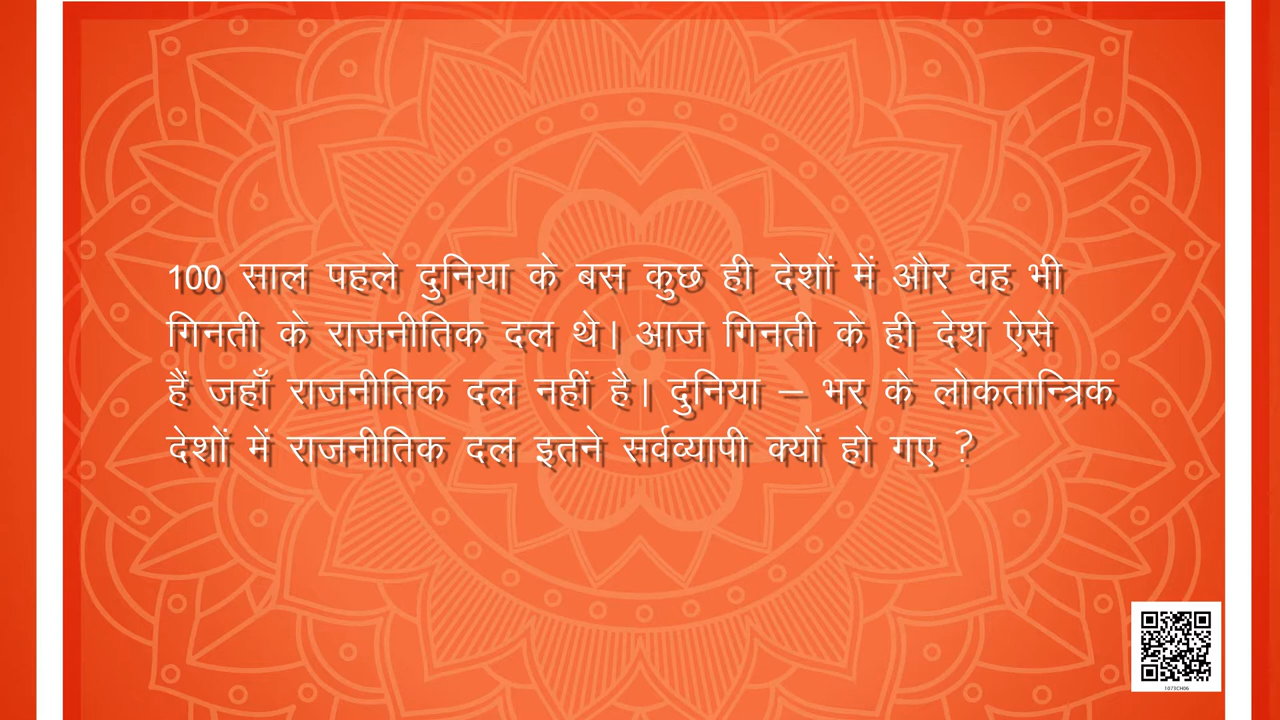 100 साल पहले दुनिया के बस कुछ ही देशों में और वह भी
गिनती के राजनीतिक दल थे। आज गिनती के ही देश ऐसे
हैं जहाँ राजनीतिक दल नहीं है। दुनिया – भर के लोकतान्त्रिक
देशों में राजनीतिक दल इतने सर्वव्यापी क्यों हो गए ?
1073CH06